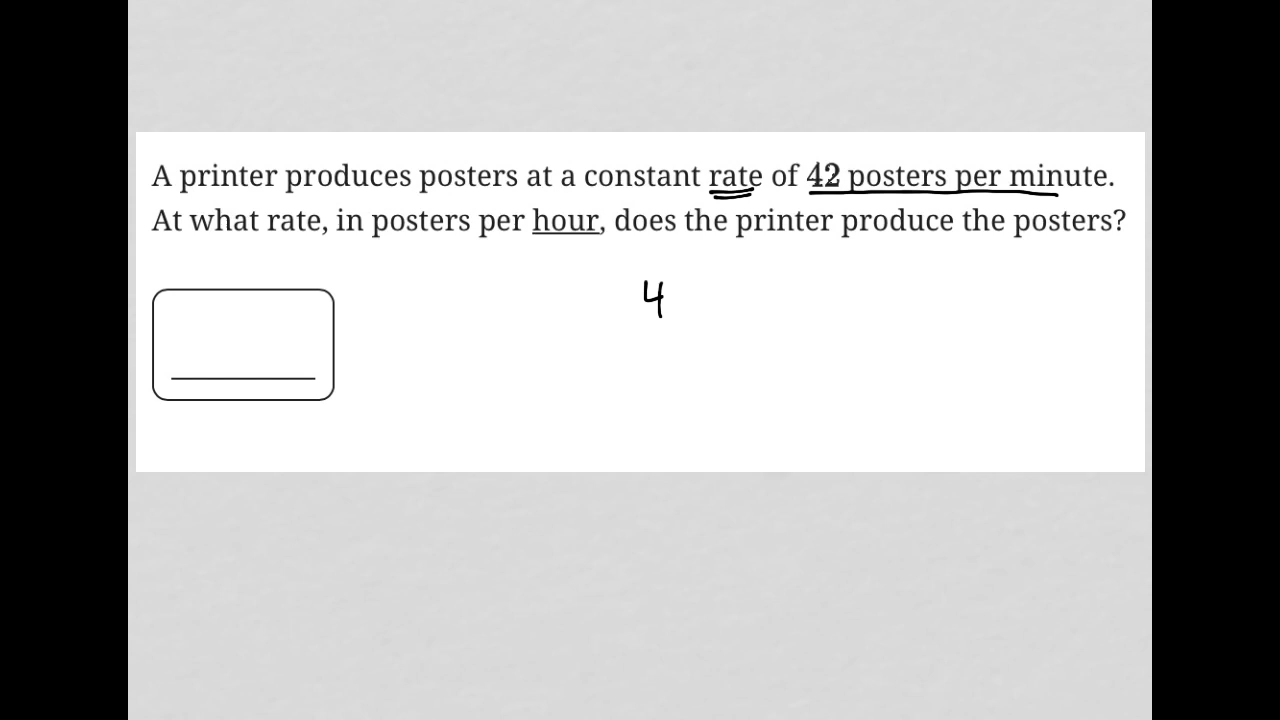 A printer produces posters at a constant rate of 42 posters per minute.
At what rate, in posters per hour, does the printer produce the posters?
4